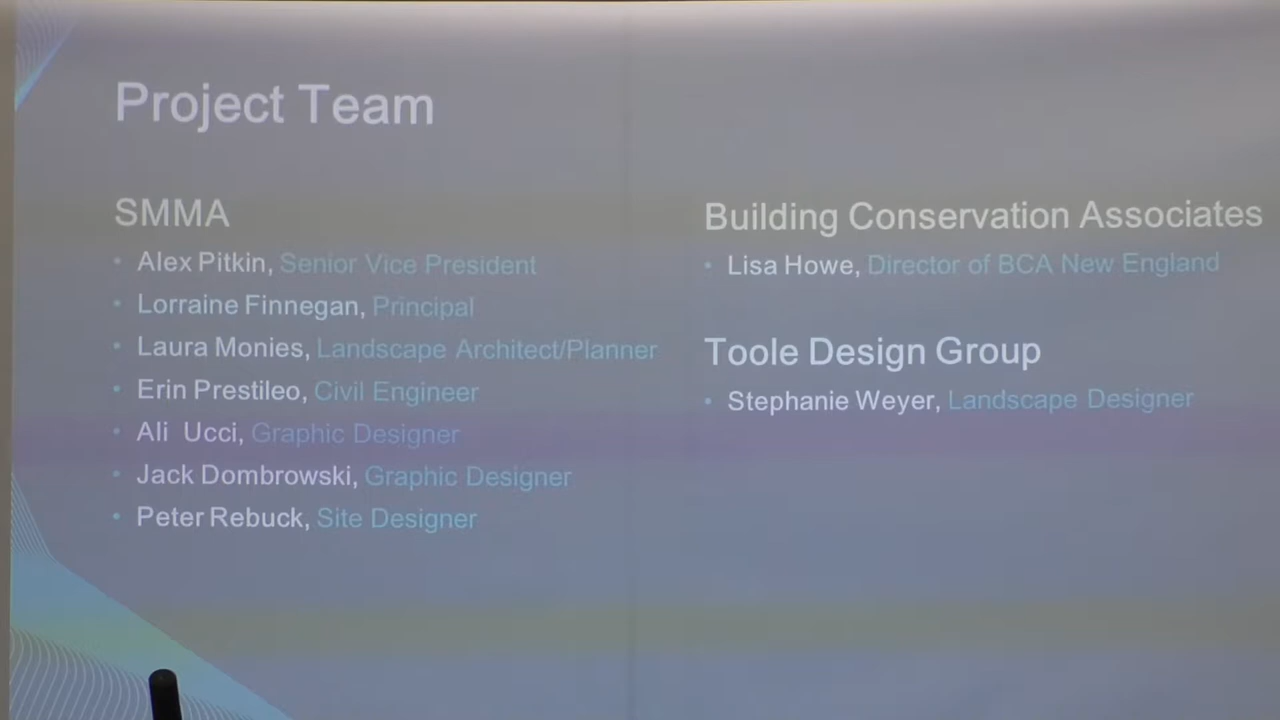 Project Team
SMMA
• Alex Pitkin, Senior Vice President
• Lorraine Finnegan, Principal
• Laura Monies, Landscape Architect/Planner
• Erin Prestileo, Civil Engineer
• Ali Ucci, Graphic Designer
• Jack Dombrowski, Graphic Designer
• Peter Rebuck, Site Designer
Building Conservation Associates
• Lisa Howe, Director of BCA New England
Toole Design Group
• Stephanie Weyer, Landscape Designer